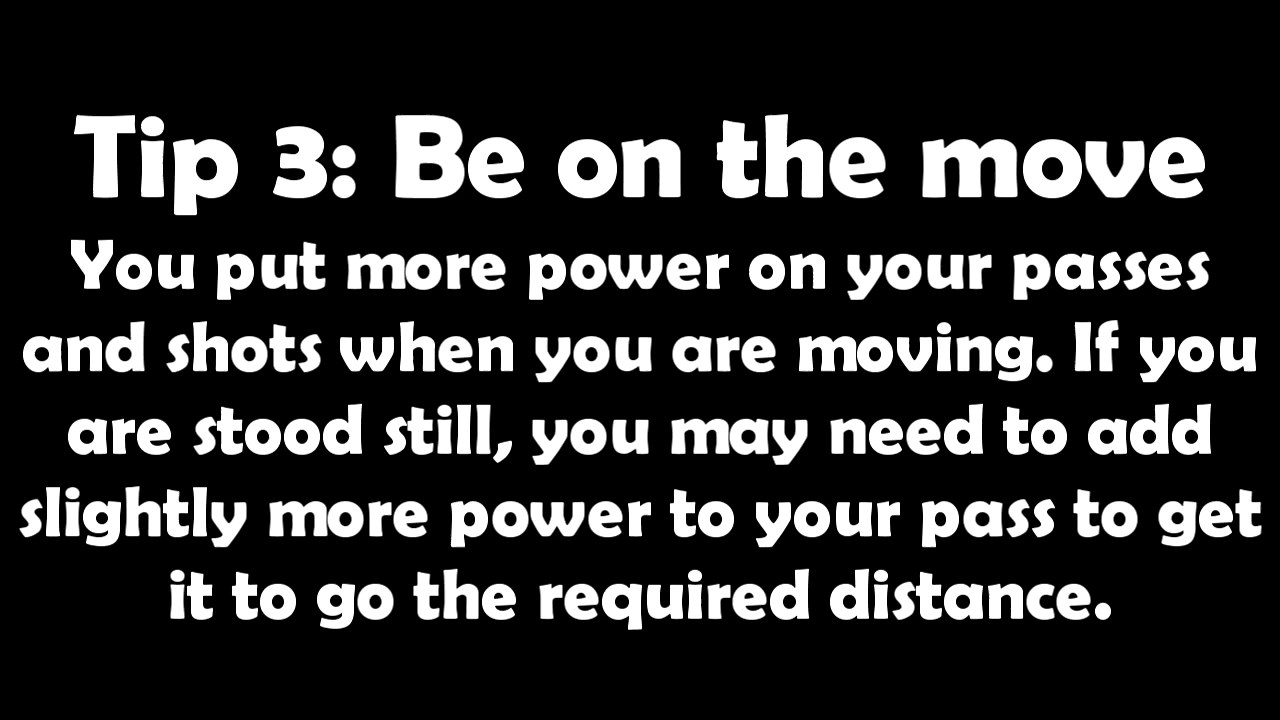 Tip 3: Be on the move
You put more power on your passes
and shots when you are moving. If you
are stood still, you may need to add
slightly more power to your pass to get
it to go the required distance.